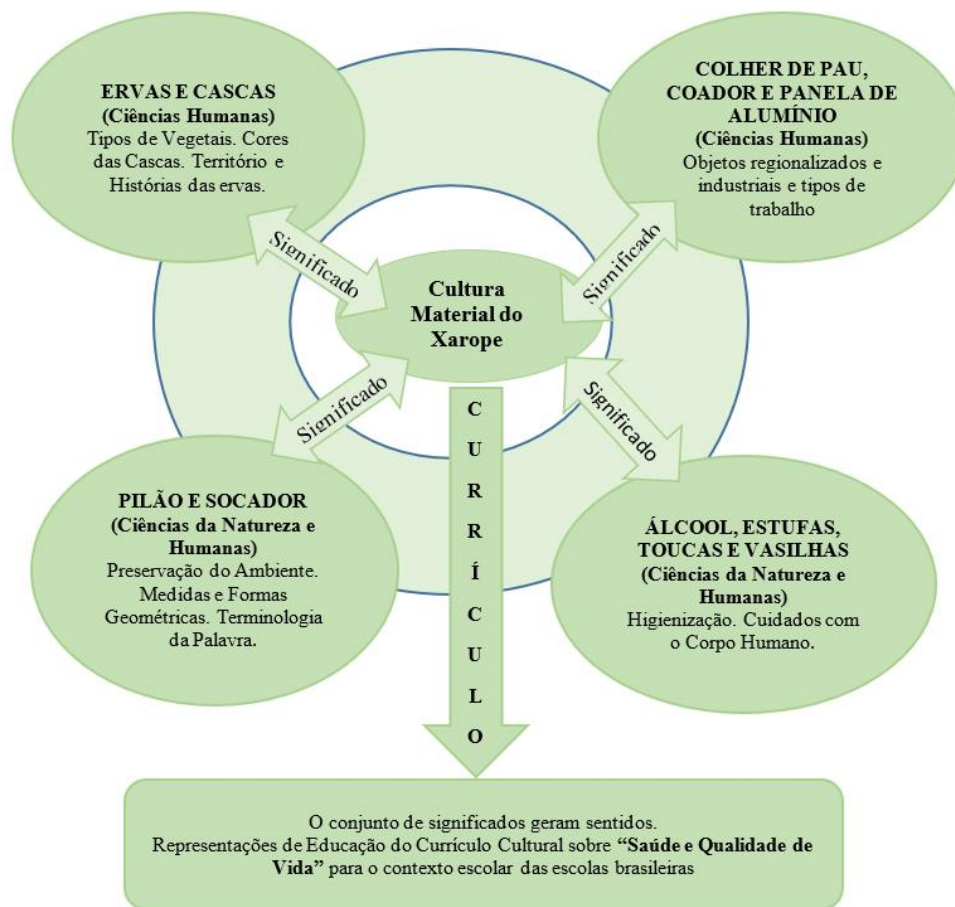 ERVAS E CASCAS
(Ciências Humanas)
Tipos de Vegetais. Cores
das Cascas. Território e
Histórias das ervas.
COLHER DE PAU,
COADOR E PANELA DE
ALUMÍNIO
(Ciências Humanas)
Objetos regionalizados e
industriais e tipos de
trabalho
Significado
Significado
Cultura
Material do
Xarope
Significado
Significado
PILÃO E SOCADOR
(Ciências da Natureza e
Humanas)
Preservação do Ambiente.
Medidas e Formas
Geométricas. Terminologia
da Palavra.
ÁLCOOL, ESTUFAS,
TOUCAS E VASILHAS
(Ciências da Natureza e
Humanas)
Higienização. Cuidados com
o Corpo Humano.
C
U
R
R
Í
C
U
L
O
O conjunto de significados geram sentidos.
Representações de Educação do Currículo Cultural sobre “Saúde e Qualidade de
Vida” para o contexto escolar das escolas brasileiras